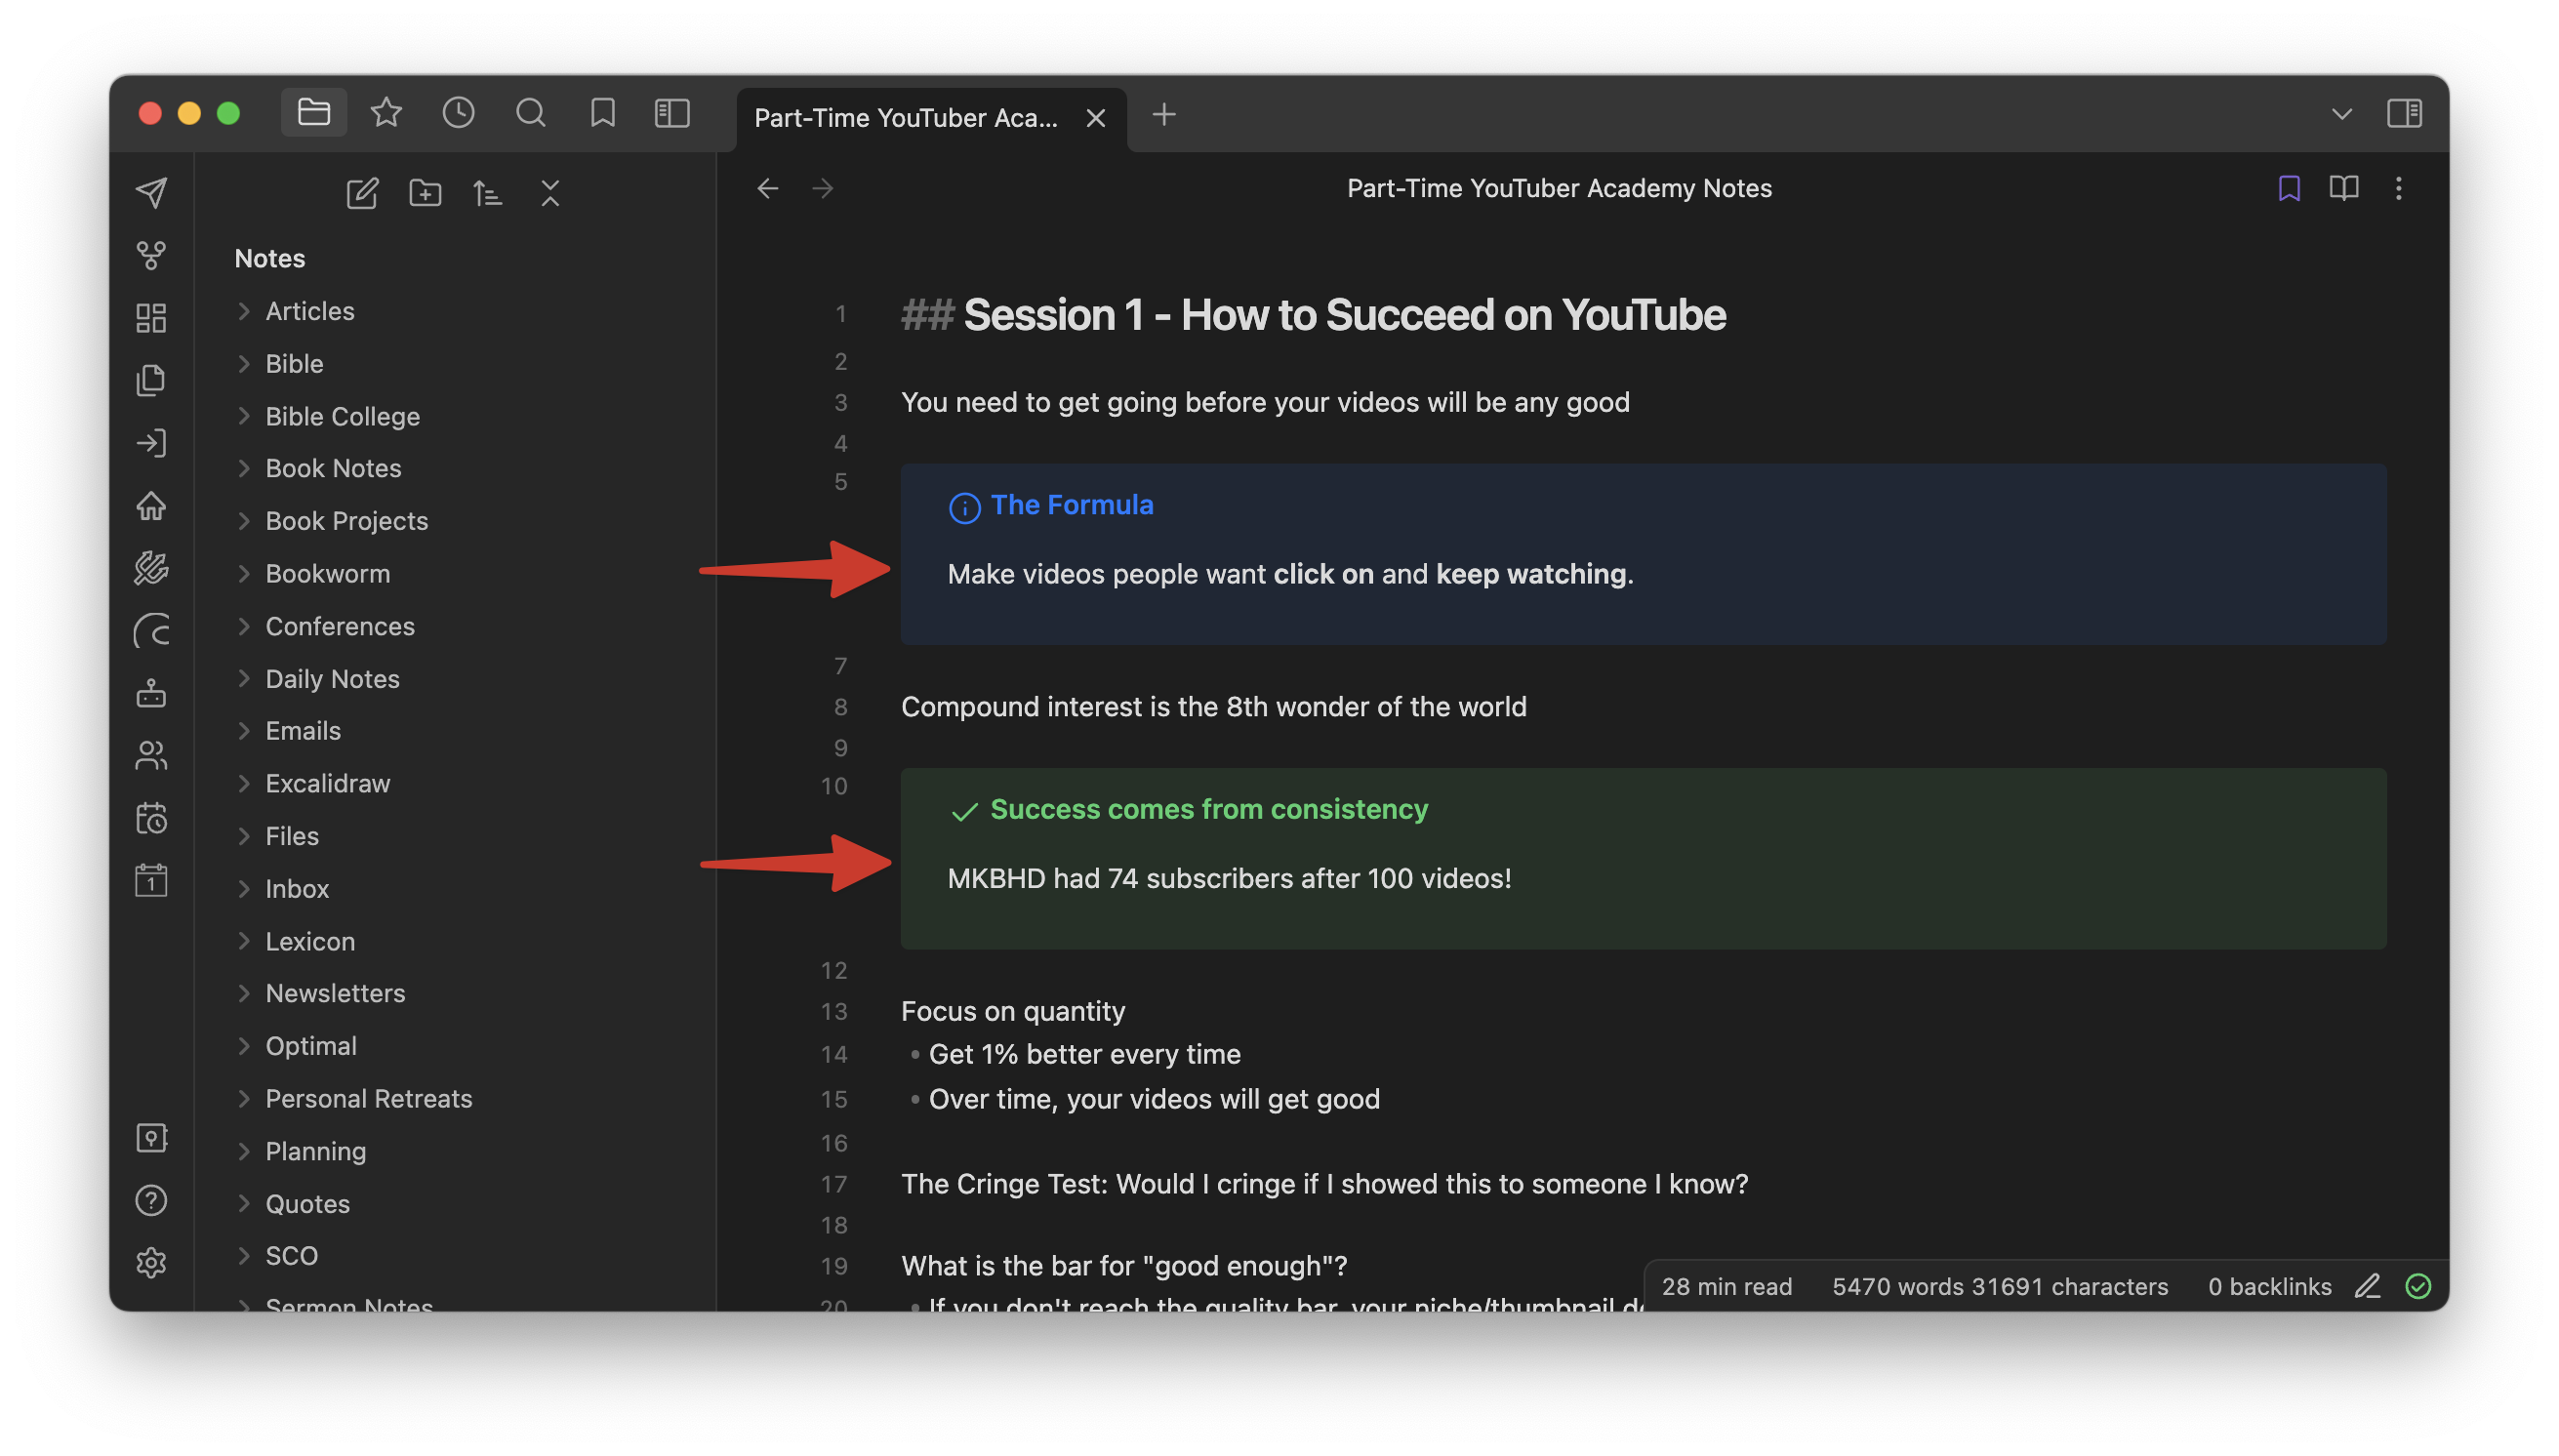 Part-Time YouTuber Aca...
Part-Time YouTuber Academy Notes
Notes
Articles
Bible
Bible College
Book Notes
Book Projects
Bookworm
Conferences
Daily Notes
Emails
Excalidraw
Files
Inbox
Lexicon
Newsletters
Optimal
Personal Retreats
Planning
Quotes
SCO
Sermon Notes
1
1 ## Session 1 - How to Succeed on YouTube
2
3 You need to get going before your videos will be any good
4
5 The Formula
Make videos people want click on and keep watching.
7
8 Compound interest is the 8th wonder of the world
9
10 Success comes from consistency
MKBHD had 74 subscribers after 100 videos!
12
13 Focus on quantity
14 • Get 1% better every time
15 • Over time, your videos will get good
16
17 The Cringe Test: Would I cringe if I showed this to someone I know?
18
19 What is the bar for "good enough"?
20 • If you don't reach the quality bar, your niche/thumbnail
28 min read 5470 words 31691 characters 0 backlinks